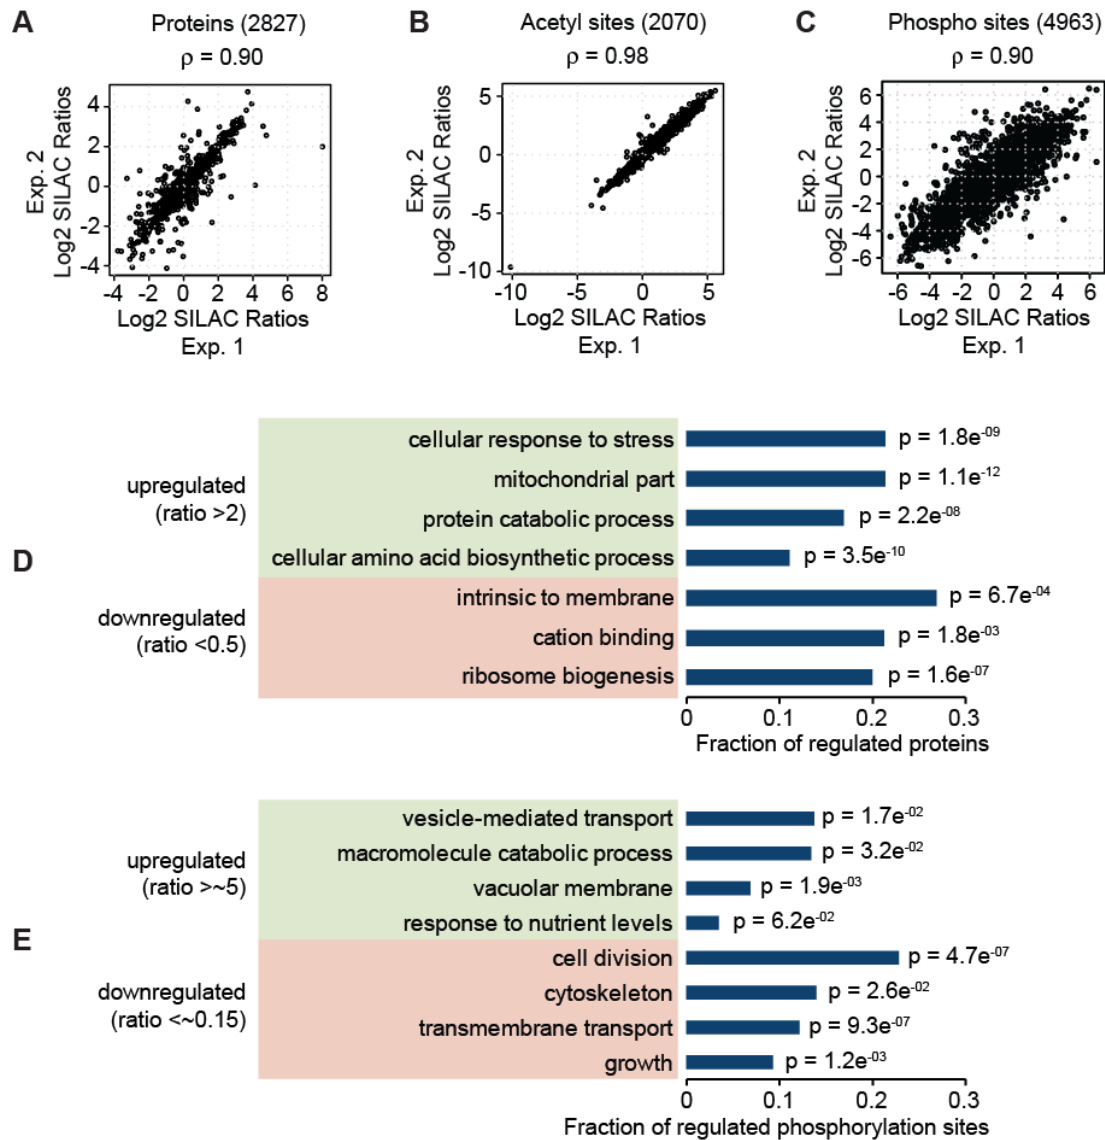 A
Proteins (2827)
ρ = 0.90
4
2
0
-2
-4
Exp. 2
Log2 SILAC Ratios
-4 -2 0 2 4 6 8
Log2 SILAC Ratios
Exp. 1
B
Acetyl sites (2070)
ρ = 0.98
5
0
-5
-10
Exp. 2
Log2 SILAC Ratios
-10 -5 0 5
Log2 SILAC Ratios
Exp. 1
C
Phospho sites (4963)
ρ = 0.90
6
4
2
0
-2
-4
-6
Exp. 2
Log2 SILAC Ratios
-6 -4 -2 0 2 4 6
Log2 SILAC Ratios
Exp. 1
D
upregulated
(ratio >2)
cellular response to stress p = 1.8e-09
mitochondrial part p = 1.1e-12
protein catabolic process p = 2.2e-08
cellular amino acid biosynthetic process p = 3.5e-10
downregulated
(ratio <0.5)
intrinsic to membrane p = 6.7e-04
cation binding p = 1.8e-03
ribosome biogenesis p = 1.6e-07
0 0.1 0.2 0.3
Fraction of regulated proteins
E
upregulated
(ratio >~5)
vesicle-mediated transport p = 1.7e-02
macromolecule catabolic process p = 3.2e-02
vacuolar membrane p = 1.9e-03
response to nutrient levels p = 6.2e-02
downregulated
(ratio <~0.15)
cell division p = 4.7e-07
cytoskeleton p = 2.6e-02
transmembrane transport p = 9.3e-07
growth p = 1.2e-03
0 0.1 0.2 0.3
Fraction of regulated phosphorylation sites